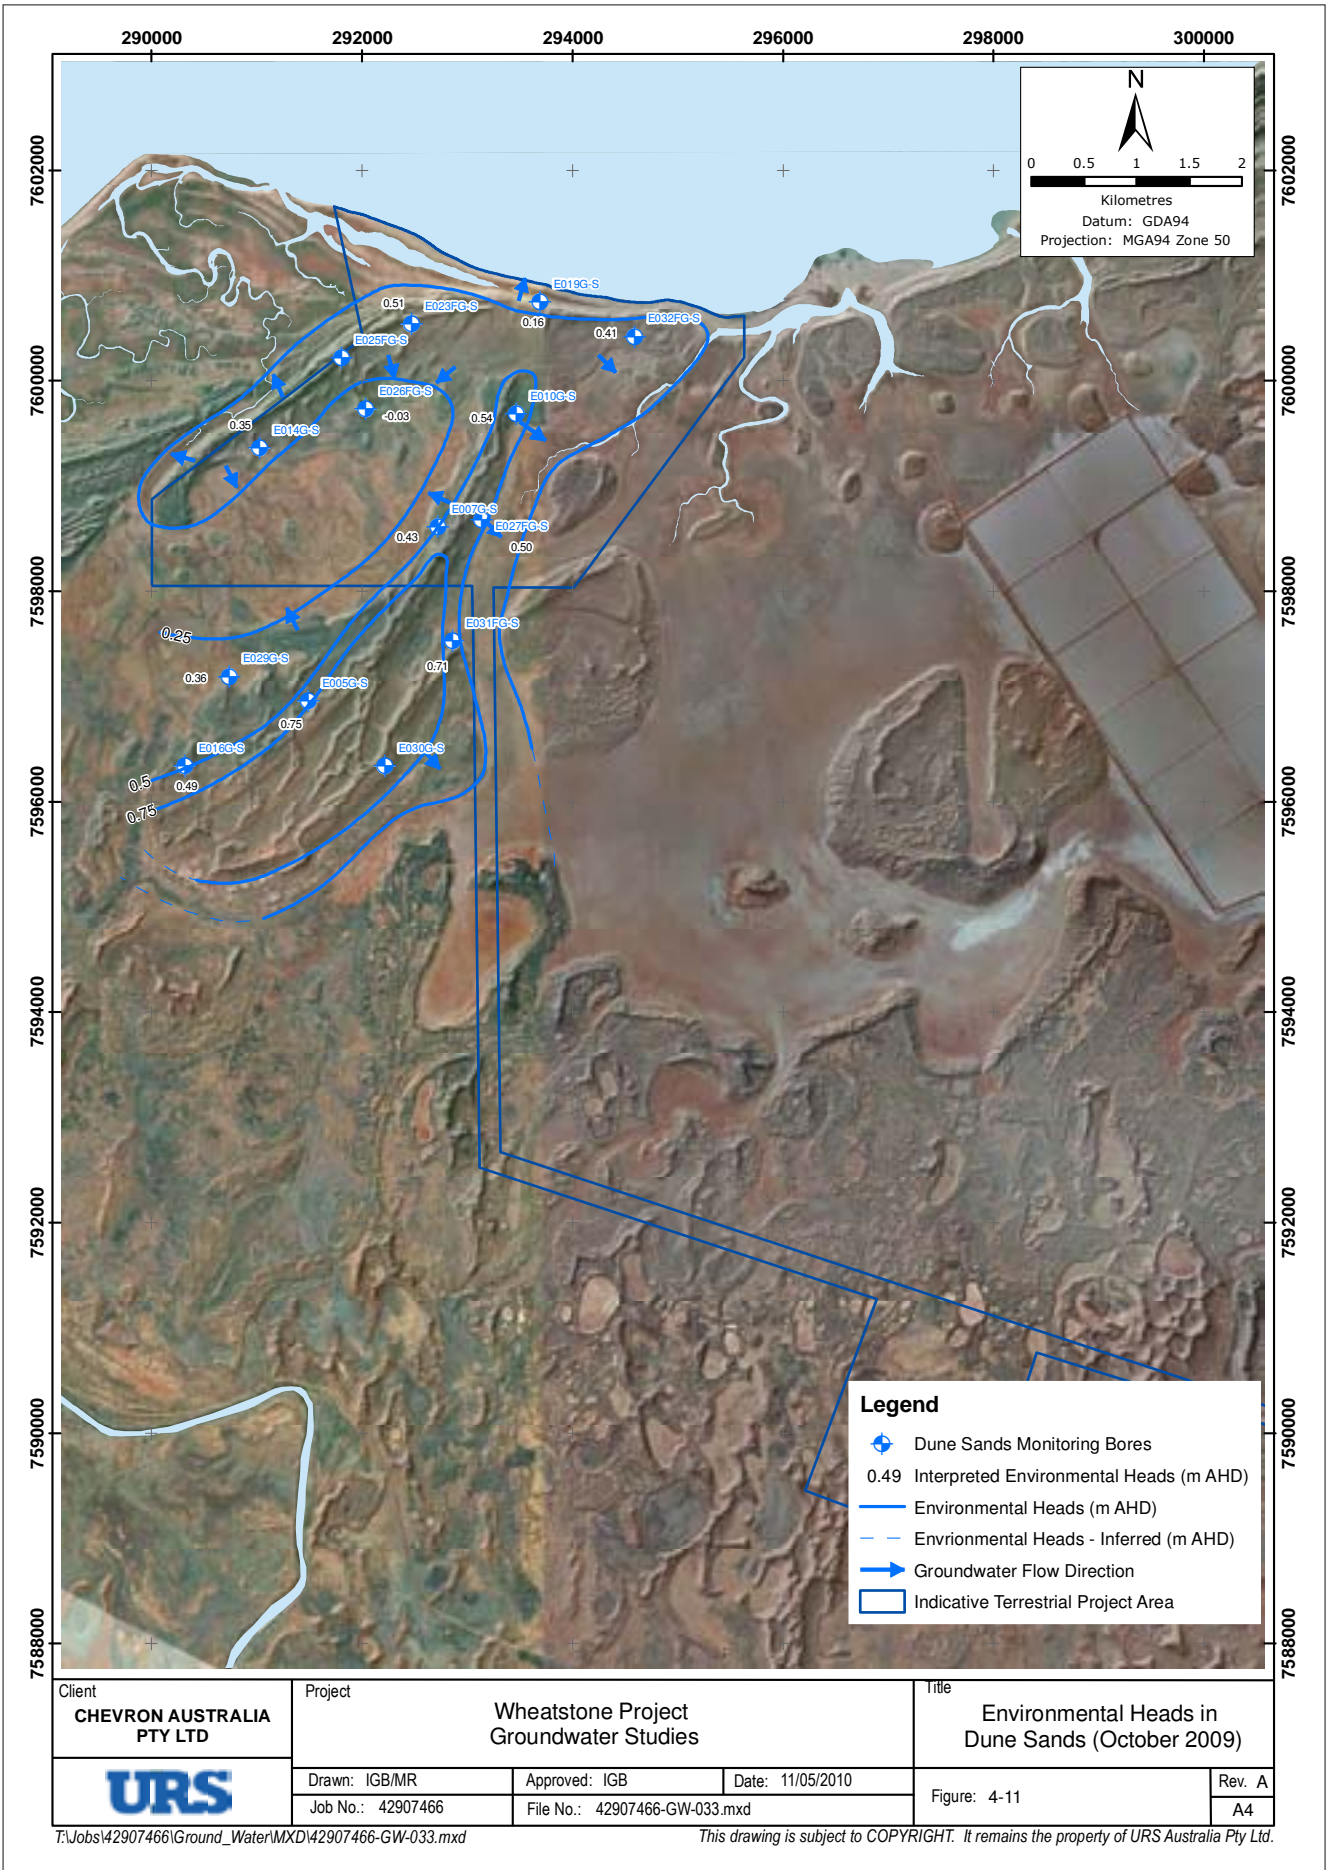 290000 292000 294000 296000 298000 300000
N
0 0.5 1 1.5 2
Kilometres
Datum: GDA94
Projection: MGA94 Zone 50
7602000 7602000
7600000 7600000
7598000 7598000
7596000 7596000
7594000 7594000
7592000 7592000
7590000 7590000
7588000 7588000
E019G-S
0.16
0.51
E023FG-S
0.41
E032FG-S
E025FG-S
E026FG-S
-0.03
0.54
E010G-S
0.35
E014G-S
E007G-S
0.43
E027FG-S
0.50
0.25
E031FG-S
0.71
E029G-S
0.36
E005G-S
0.75
E016G-S
0.49
E030G-S
0.5
0.75
Legend
Dune Sands Monitoring Bores
0.49 Interpreted Environmental Heads (m AHD)
Environmental Heads (m AHD)
Envrionmental Heads - Inferred (m AHD)
Groundwater Flow Direction
Indicative Terrestrial Project Area
Client
CHEVRON AUSTRALIA
PTY LTD
URS
Project
Wheatstone Project
Groundwater Studies
Title
Environmental Heads in
Dune Sands (October 2009)
Drawn: IGB/MR
Approved: IGB
Date: 11/05/2010
Job No.: 42907466
File No.: 42907466-GW-033.mxd
Figure: 4-11
Rev. A
A4
T:\Jobs\42907466\Ground_Water\MXD\42907466-GW-033.mxd
This drawing is subject to COPYRIGHT. It remains the property of URS Australia Pty Ltd.